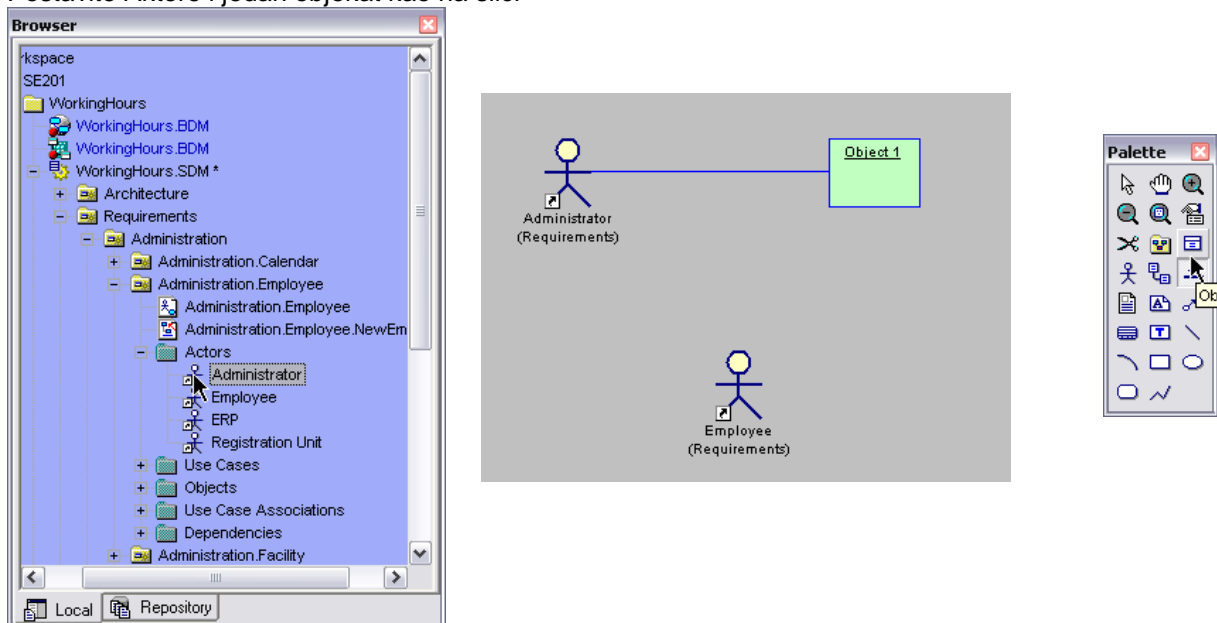 Browser
rkspace
SE201
WorkingHours
WorkingHours.BDM
WorkingHours.BDM
WorkingHours.SDM *
Architecture
Requirements
Administration
Administration.Calendar
Administration.Employee
Administration.Employee
Administration.Employee.NewEm
Actors
Administrator
Employee
ERP
Registration Unit
Use Cases
Objects
Use Case Associations
Dependencies
Administration.Facility
Local Repository
Object 1
Administrator
(Requirements)
Employee
(Requirements)
Palette
A
Ob
T